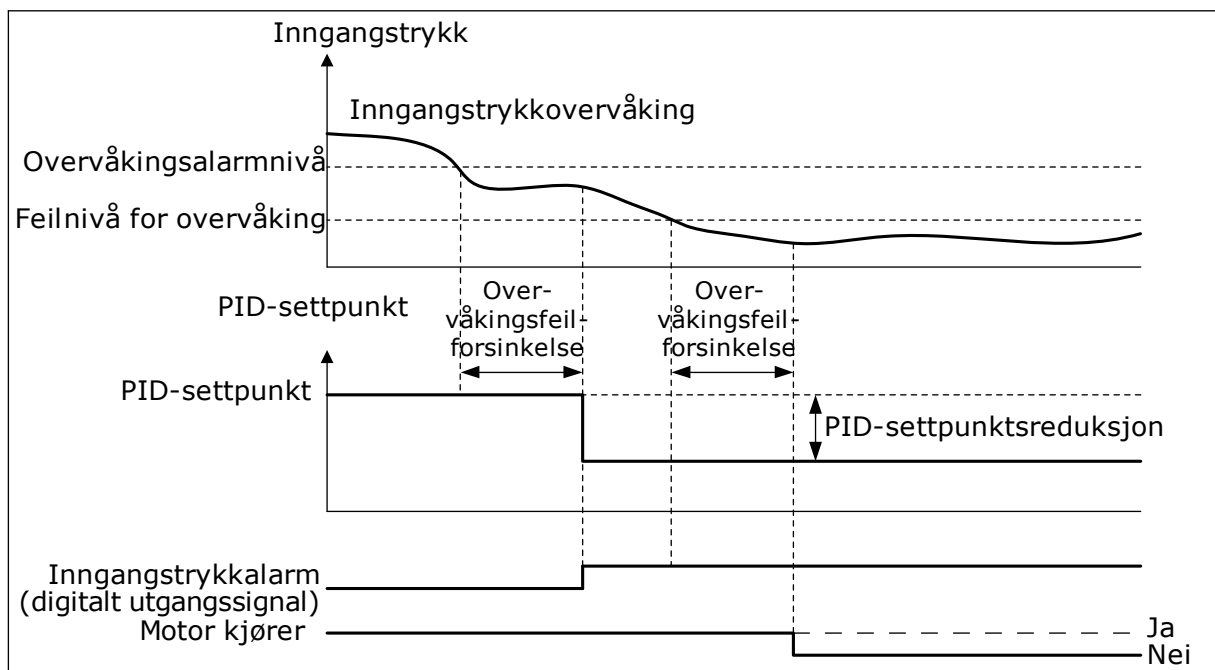 Inngangstrykk
Inngangstrykkovervåking
Overvåkingsalarmnivå
Feilnivå for overvåking
PID-settpunkt
Over-
våkingsfeil-
forsinkelse
Over-
våkingsfeil-
forsinkelse
PID-settpunkt
PID-settpunktsreduksjon
Inngangstrykkalarm
(digitalt utgangssignal)
Motor kjører
Ja
Nei